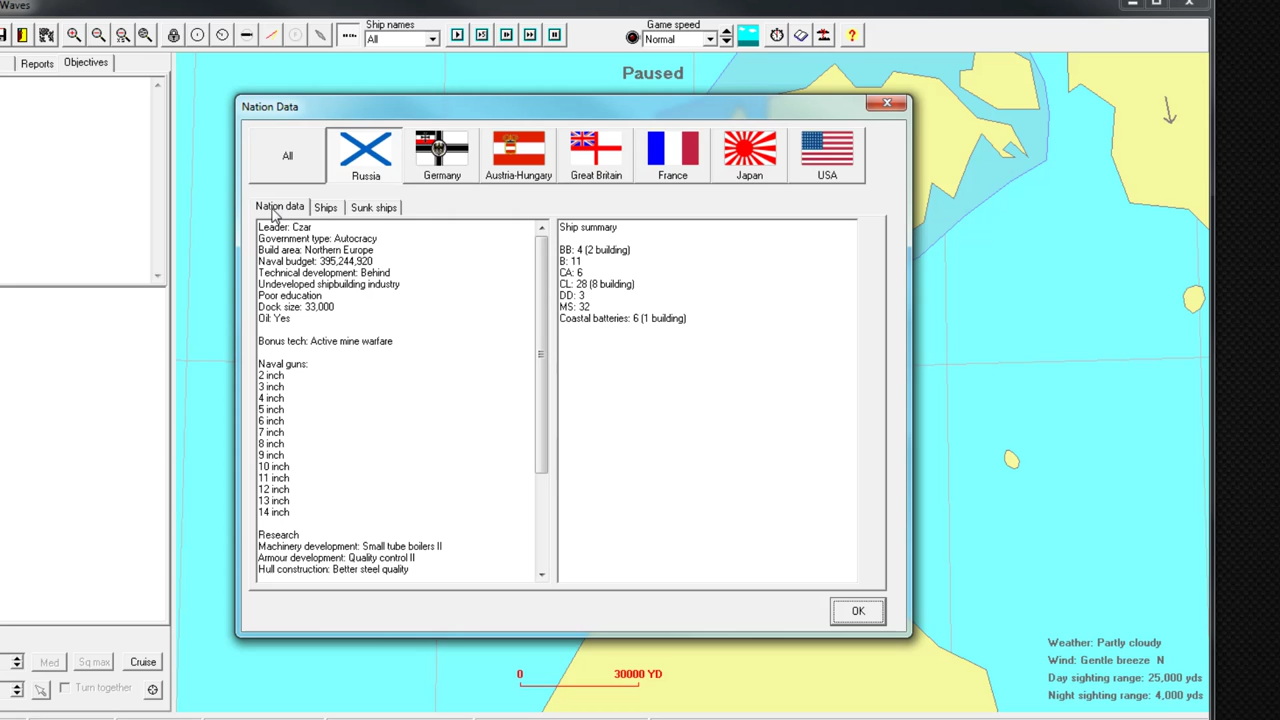 Waves
Ship names
All
Game speed
Normal
Reports
Objectives
Paused
Nation Data
All
Russia
Germany
Austria-Hungary
Great Britain
France
Japan
USA
Nation data
Ships
Sunk ships
Leader: Czar
Government type: Autocracy
Build area: Northern Europe
Naval budget: 395,244,920
Technical development: Behind
Undeveloped shipbuilding industry
Poor education
Dock size: 33,000
Oil: Yes
Bonus tech: Active mine warfare
Naval guns:
2 inch
3 inch
4 inch
5 inch
6 inch
7 inch
8 inch
9 inch
10 inch
11 inch
12 inch
13 inch
14 inch
Research
Machinery development: Small tube boilers II
Armour development: Quality control II
Hull construction: Better steel quality
Ship summary
BB: 4 (2 building)
B: 11
CA: 6
CL: 28 (8 building)
DD: 3
MS: 32
Coastal batteries: 6 (1 building)
OK
Med
Sq max
Cruise
Turn together
0
30000 YD
Weather: Partly cloudy
Wind: Gentle breeze N
Day sighting range: 25,000 yds
Night sighting range: 4,000 yds